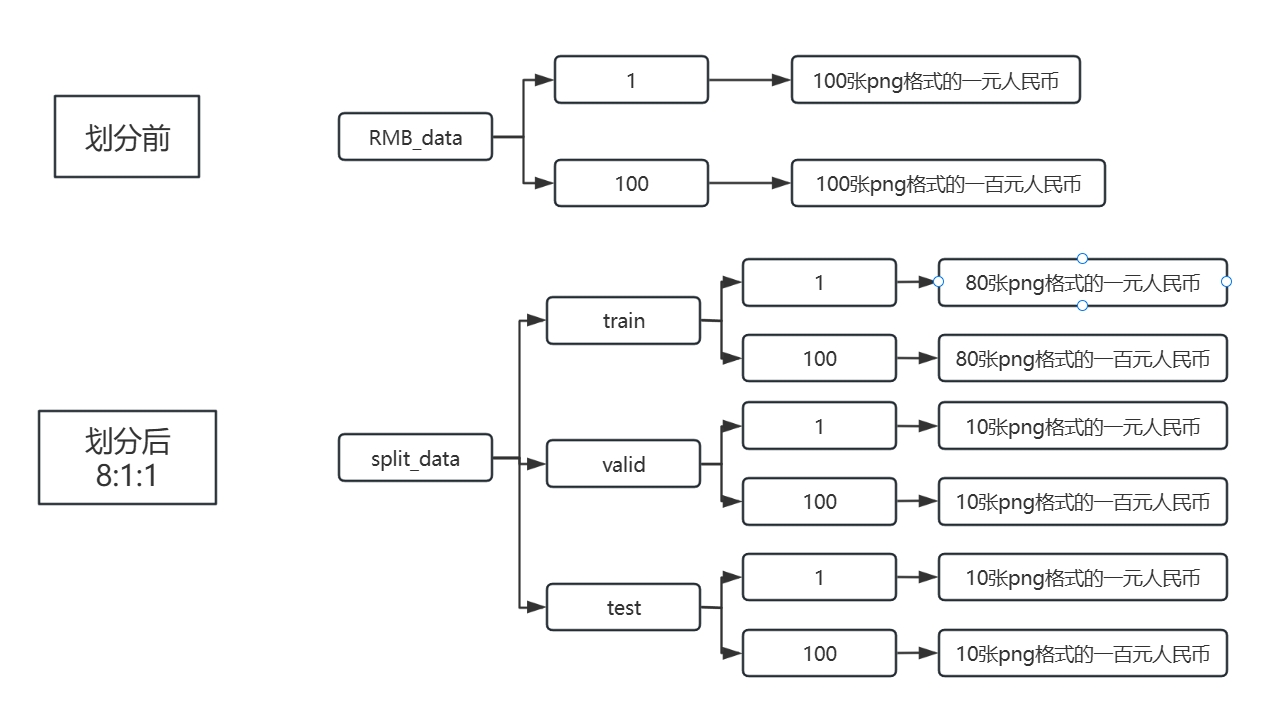 划分前
RMB_data
1
100张png格式的一元人民币
100
100张png格式的一百元人民币
划分后
8:1:1
split_data
train
1
80张png格式的一元人民币
100
80张png格式的一百元人民币
valid
1
10张png格式的一元人民币
100
10张png格式的一百元人民币
test
1
10张png格式的一元人民币
100
10张png格式的一百元人民币